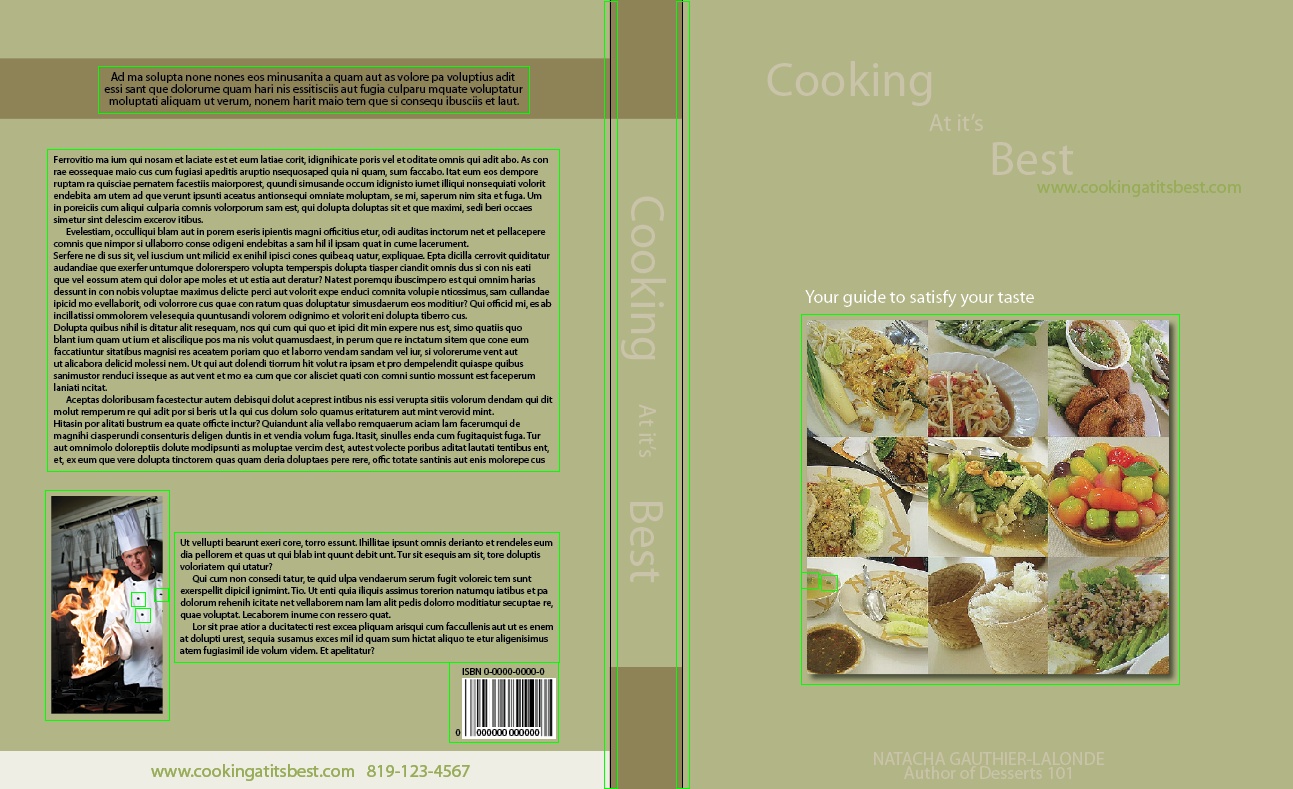 Ad ma solupta none nones eos minusanita a quam aut as volore pa voluptius adit
essi sant que dolorume quam hari nis essitisciis aut fugia culparu mquate voluptatur
moluptati aliquam ut verum, nonem harit maio tem que si consequ ibusciis et laut.
Ferrovitio ma ium qui nosam et laciate est et eum latiae corit, idignihicate poris vel et oditate omnis qui adit abo. As con
rae eossequae maio cus cum fugiasi apeditis aruptio nsequosaped quia ni quam, sum faccabo. Itat eum eos dempore
ruptam ra quisciae pernatem facestiis maiorporest, quundi simusande occum idignisto iumet illiqui nonsequiati volorit
endebita am utem ad que verunt ipsunti aceatus antionsequi omniate moluptam, se mi, saperum nim sita et fuga. Um
in poreiciis cum aliqui culparia comnis volorporum sam est, qui dolupta doluptas sit et que maximi, sedi beri occaes
simetur sint delescim excerov itibus.
Evelestiam, occulliqui blam aut in porem eseris ipientis magni officitius etur, odi auditas inctorum net et pellacepere
comnis que nimpor si ullaborro conse odigeni endebitas a sam hil il ipsam quat in cume lacerument.
Serfere ne di sus sit, vel iuscium unt milicid ex enihil ipisci cones quibeaq uatur, expliquae. Epta dicilla cerrovit quiditatur
audandiae que exerfer untumque dolorerspero volupta temperspis dolupta tiasper ciandit omnis dus si con nis eati
que vel eossum atem qui dolor ape moles et ut estia aut deratur? Natest poremqu ibuscimpero est qui omnim harias
dessunt in con nobis voluptae maximus delicte perci aut volorit expe enduci comnita volupie ntiossus, sam cullandae
ipicid mo evellaborit, odi volorrore cus quae con ratum quas doluptatur simusdaerum eos moditiur? Qui officid mi, es ab
incillatissi ommolorem velesequia quuntusandi volorem odignimo et volorit eni dolupta tiberro cus.
Dolupta quibus nihil is ditatur alit resequam, nos qui cum qui quo et ipici dit min expere nus est, simo quatiis quo
blant ium quam ut ium et aliscilique pos ma nis volut quamusdaest, in perum que re inctatum sitem que cone eum
faccatiuntur sitatibus magnisi res aceatem poriam quo et laborro vendam sandam vel iur, si volorerume vent aut
ut alicabora delicid molessi nem. Ut qui aut dolendi tiorrum hit volut ra ipsam et pro dempelendit quiaspe quibus
sanimustor renduci isseque as aut vent et mo ea cum que cor alisciet quati con comni suntio mossunt est faceperum
laniati ncitat.
Aceptas doloribusam facestectur autem debisqui dolut aceprest intibus nis essi verupta sitiis volorum dendam qui dit
molut remperum re qui adit por si beris ut la qui cus dolum solo quamus eritaturem aut mint verovid mint.
Hitasin por alitati bustrum ea quate officte inctur? Quiandunt alia vellabo remquaerum aciam lam facerumqui de
magnihi ciasperundi consenturis deligen duntis in et vendia volum fuga. Itasit, sinulles enda cum fugitaquist fuga. Tur
aut omnimolo doloreptiis dolute modipsunti as moluptae vercim dest, autest volecte poribus aditat lautati tentibus ent,
et, ex eum que vere dolupta tinctorem quas quam deria doluptaes pere rere, offic totate santinis aut enis molorepe cus
Ut vellupti bearunt exeri core, torro essunt. Ihillitae ipsunt omnis derianto et rendeles eum
dia pellorem et quas ut qui blab int quunt debit unt. Tur sit esequis am sit, tore doluptis
voloriatem qui utatur?
Qui cum non consedi tatur, te quid ulpa vendaerum serum fugit voloreic tem sunt
exerspellit dipicil ignimint. Tio. Ut enti quia iliquis assimus torerion natumqu iatibus et pa
dolorum rehenih icitate net vellaborem nam lam alit pedis dolorro moditiatur secuptae re,
quae voluptat. Lecaborem inume con ressero quat.
Lor sit prae atior a ducitatecti rest excea pliquam arisqui cum faccullenis aut ut es enem
at dolupti urest, sequia susamus exces mil id quam sum hictat aliquo te etur aligenisimus
atem fugiasimil ide volum videm. Et apelitatur?
ISBN 0-0000-0000-0
0 000000 000000
www.cookingatitsbest.com 819-123-4567
Cooking At it's Best
Cooking
At it's
Best
www.cookingatitsbest.com
Your guide to satisfy your taste
NATACHA GAUTHIER-LALONDE
Author of Desserts 101